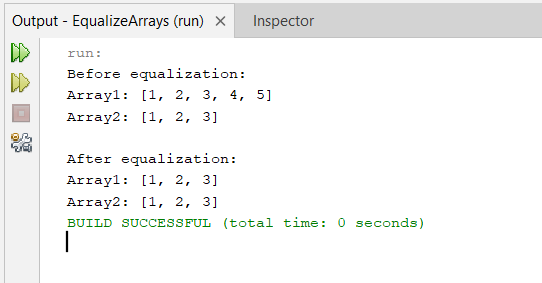 Output - EqualizeArrays (run) × Inspector
run:
Before equalization:
Array1: [1, 2, 3, 4, 5]
Array2: [1, 2, 3]
After equalization:
Array1: [1, 2, 3]
Array2: [1, 2, 3]
BUILD SUCCESSFUL (total time: 0 seconds)